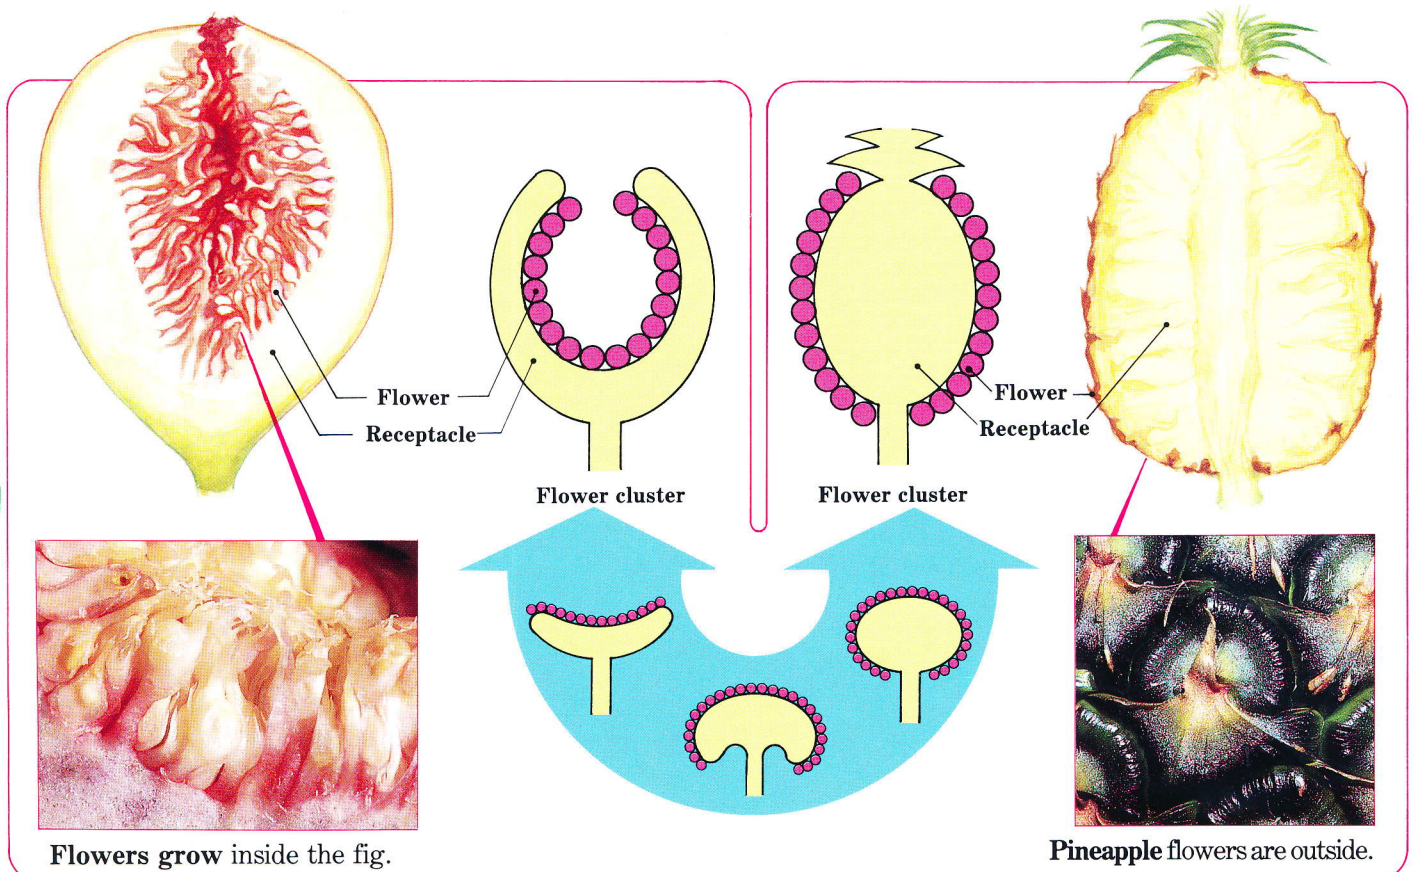 Flower
Receptacle
Flower cluster
Flowers grow inside the fig.
Flower
Receptacle
Flower cluster
Pineapple flowers are outside.